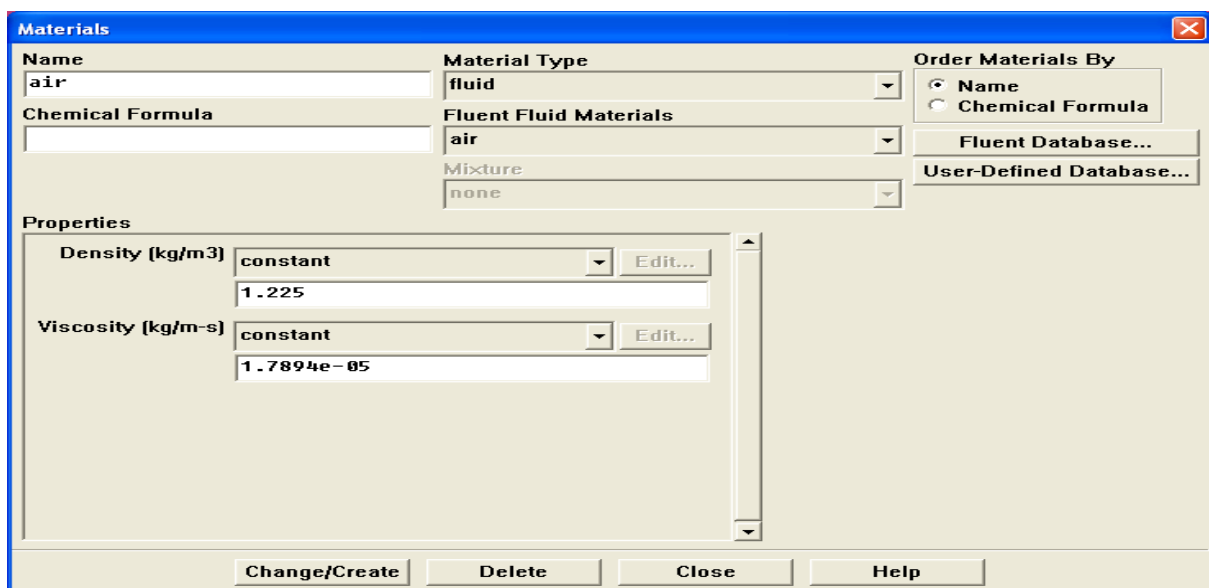 Materials
Name
air
Chemical Formula
Material Type
fluid
Fluent Fluid Materials
air
Mixture
none
Order Materials By
Name
Chemical Formula
Fluent Database...
User-Defined Database...
Properties
Density (kg/m3)
constant
Edit...
1.225
Viscosity (kg/m-s)
constant
Edit...
1.7894e-05
Change/Create
Delete
Close
Help